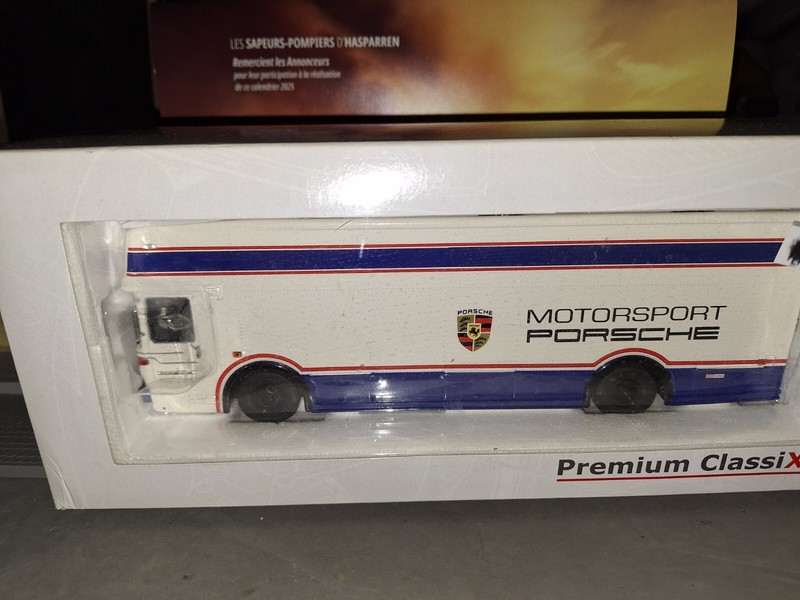 LES SAPEURS-POMPIERS D'HASPARREN
Remercient les Annonceurs
pour leur participation à la réalisation
de ce calendrier 2025
PORSCHE
MOTORSPORT
PORSCHE
Premium ClassiX